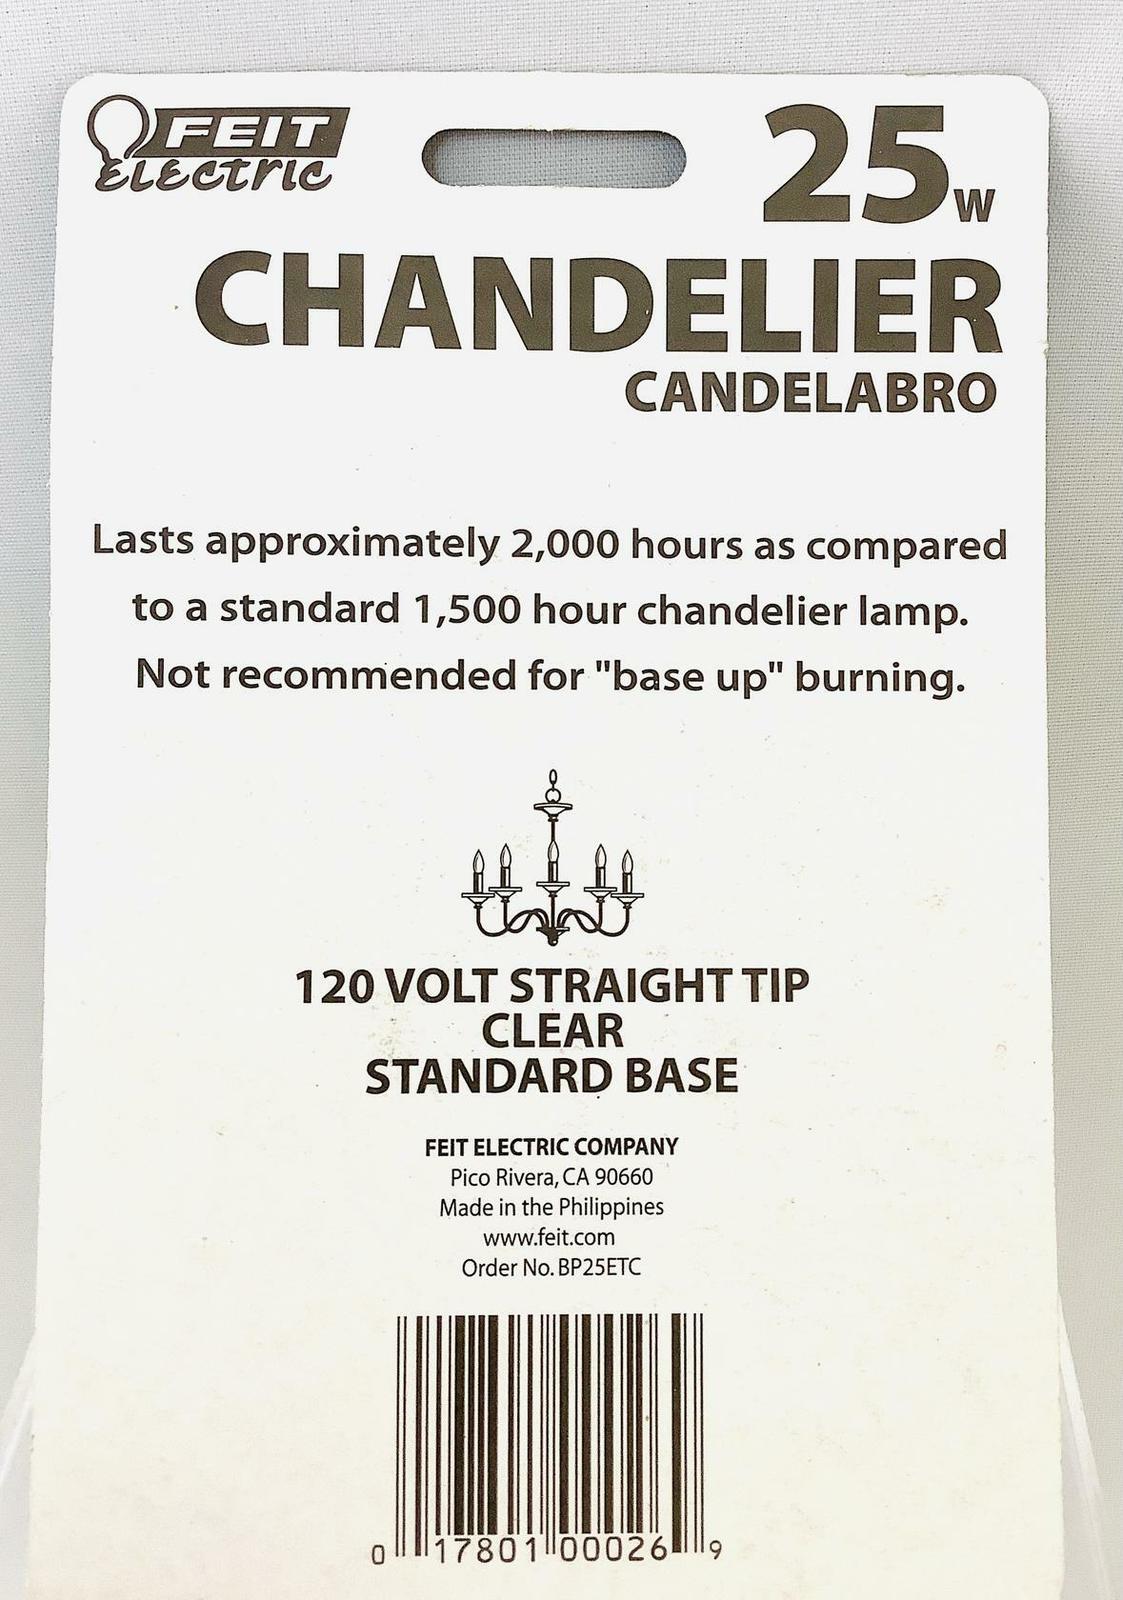 FEIT
ELECTRIC
25W
CHANDELIER
CANDELABRO
Lasts approximately 2,000 hours as compared
to a standard 1,500 hour chandelier lamp.
Not recommended for "base up" burning.
120 VOLT STRAIGHT TIP
CLEAR
STANDARD BASE
FEIT ELECTRIC COMPANY
Pico Rivera, CA 90660
Made in the Philippines
www.feit.com
Order No. BP25ETC
0 17801 00026 9